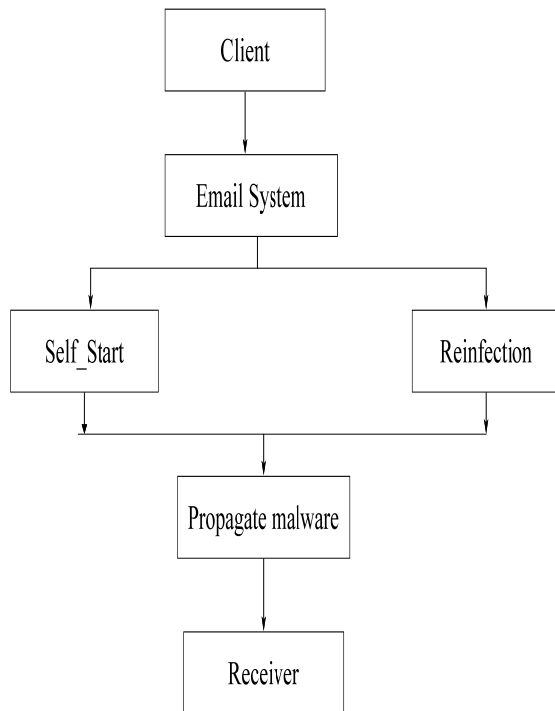 Client
Email System
Self_Start
Reinfection
Propagate malware
Receiver